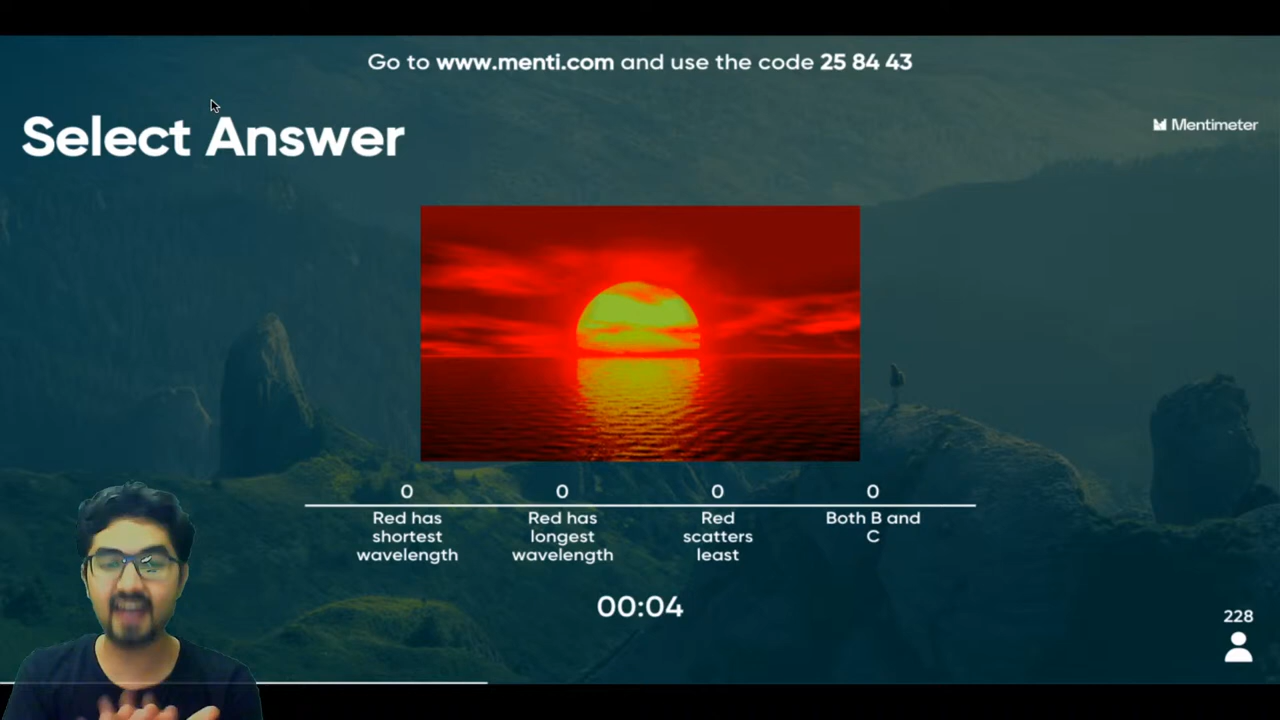 Go to www.menti.com and use the code 25 84 43
Select Answer
Mentimeter
0
0
0
0
Red has
shortest
wavelength
Red has
longest
wavelength
Red
scatters
least
Both B and
C
00:04
228